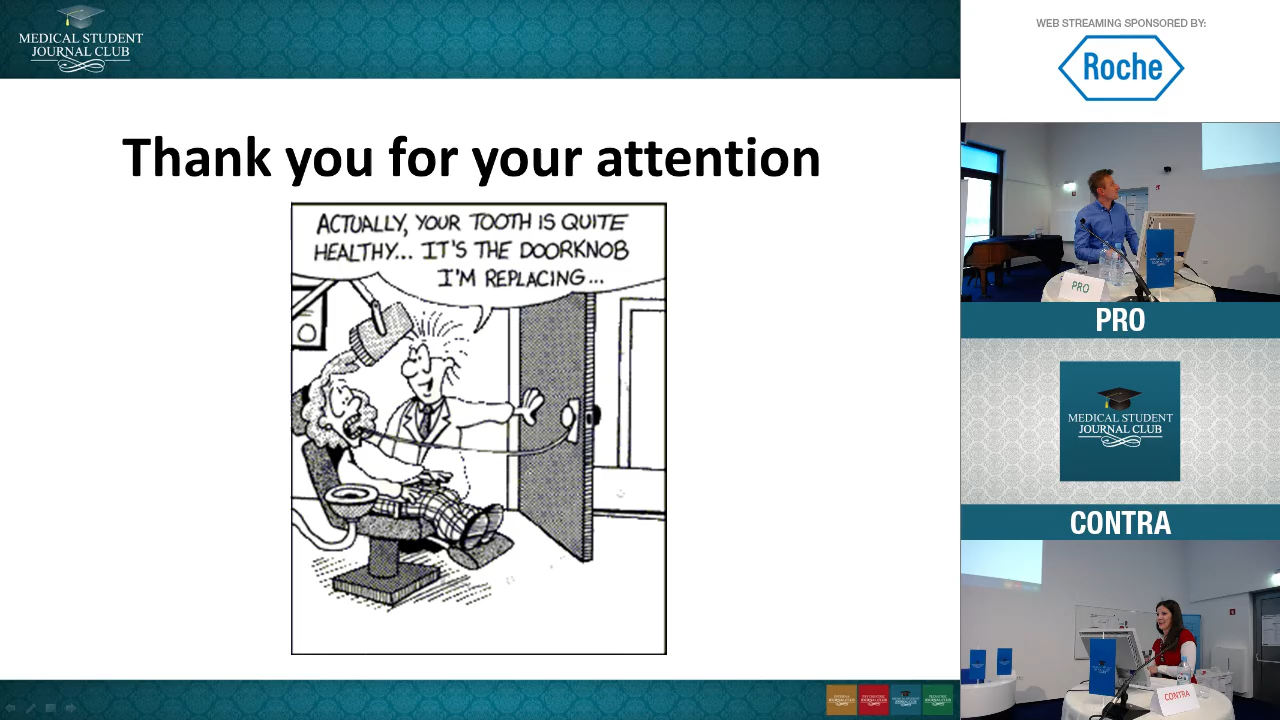 MEDICAL STUDENT
JOURNAL CLUB
Thank you for your attention
ACTUALLY, YOUR TOOTH IS QUITE
HEALTHY... IT'S THE DOORKNOB
I'M REPLACING...
WEB STREAMING SPONSORED BY:
Roche
PRO
PRO
MEDICAL STUDENT
JOURNAL CLUB
CONTRA
CONTRA